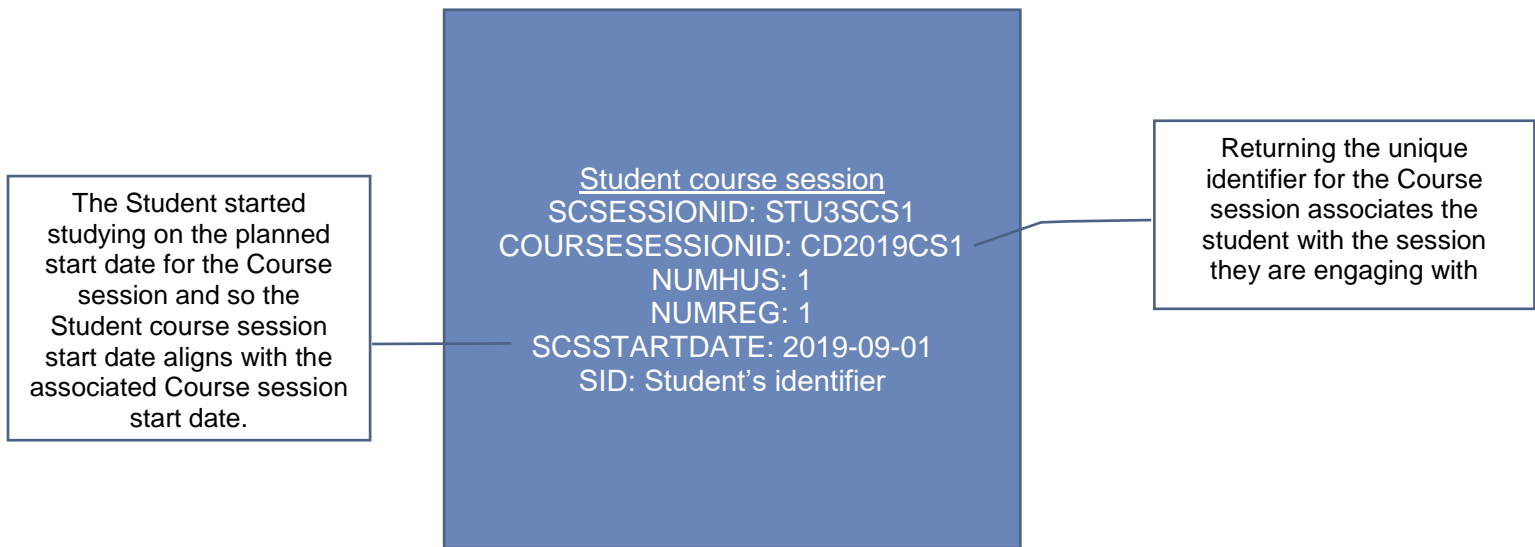 The Student started
studying on the planned
start date for the Course
session and so the
Student course session
start date aligns with the
associated Course session
start date.
Student course session
SCSESSIONID: STU3SCS1
COURSESESSIONID: CD2019CS1
NUMHUS: 1
NUMREG: 1
SCSSTARTDATE: 2019-09-01
SID: Student’s identifier
Returning the unique
identifier for the Course
session associates the
student with the session
they are engaging with